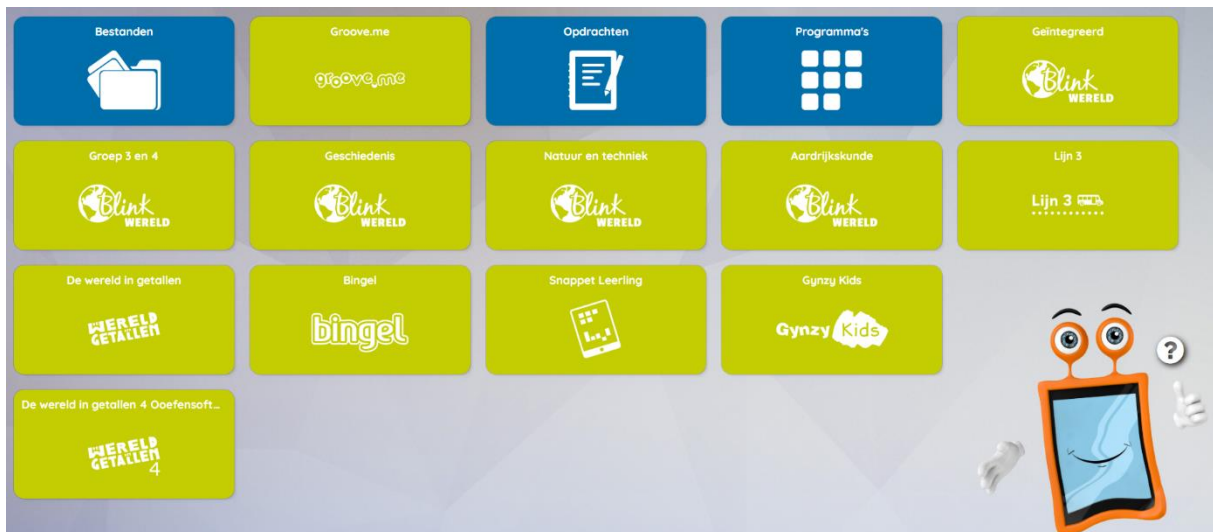 Bestanden
Groove.me
Opdrachten
Programma's
Geïntegreerd
groove.me
Blink
WERELD
Groep 3 en 4
Geschiedenis
Natuur en techniek
Aardrijkskunde
Lijn 3
Blink
WERELD
Blink
WERELD
Blink
WERELD
Blink
WERELD
Lijn 3
De wereld in getallen
Bingel
Snappet Leerling
Gynzy Kids
WERELD
GETALLEN
bingel
Gynzy Kids
?
De wereld in getallen 4 Ooefensoft...
WERELD
GETALLEN
4